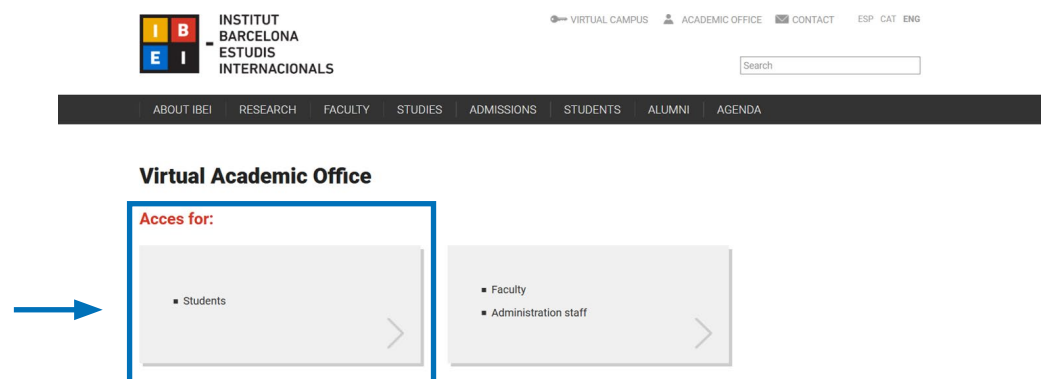 I B
E I
-
INSTITUT
BARCELONA
ESTUDIS
INTERNACIONALS
VIRTUAL CAMPUS ACADEMIC OFFICE CONTACT ESP CAT ENG
Search
ABOUT IBEI RESEARCH FACULTY STUDIES ADMISSIONS STUDENTS ALUMNI AGENDA
Virtual Academic Office
Acces for:
▪ Students
▪ Faculty
▪ Administration staff